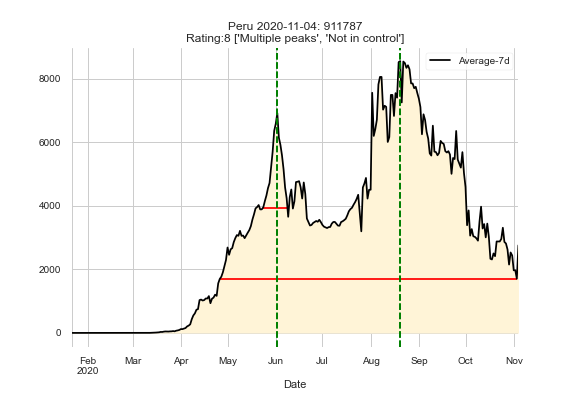 Peru 2020-11-04: 911787
Rating:8 ['Multiple peaks', 'Not in control']
Average-7d
8000
6000
4000
2000
0
Feb Mar Apr May Jun Jul Aug Sep Oct Nov
2020
Date